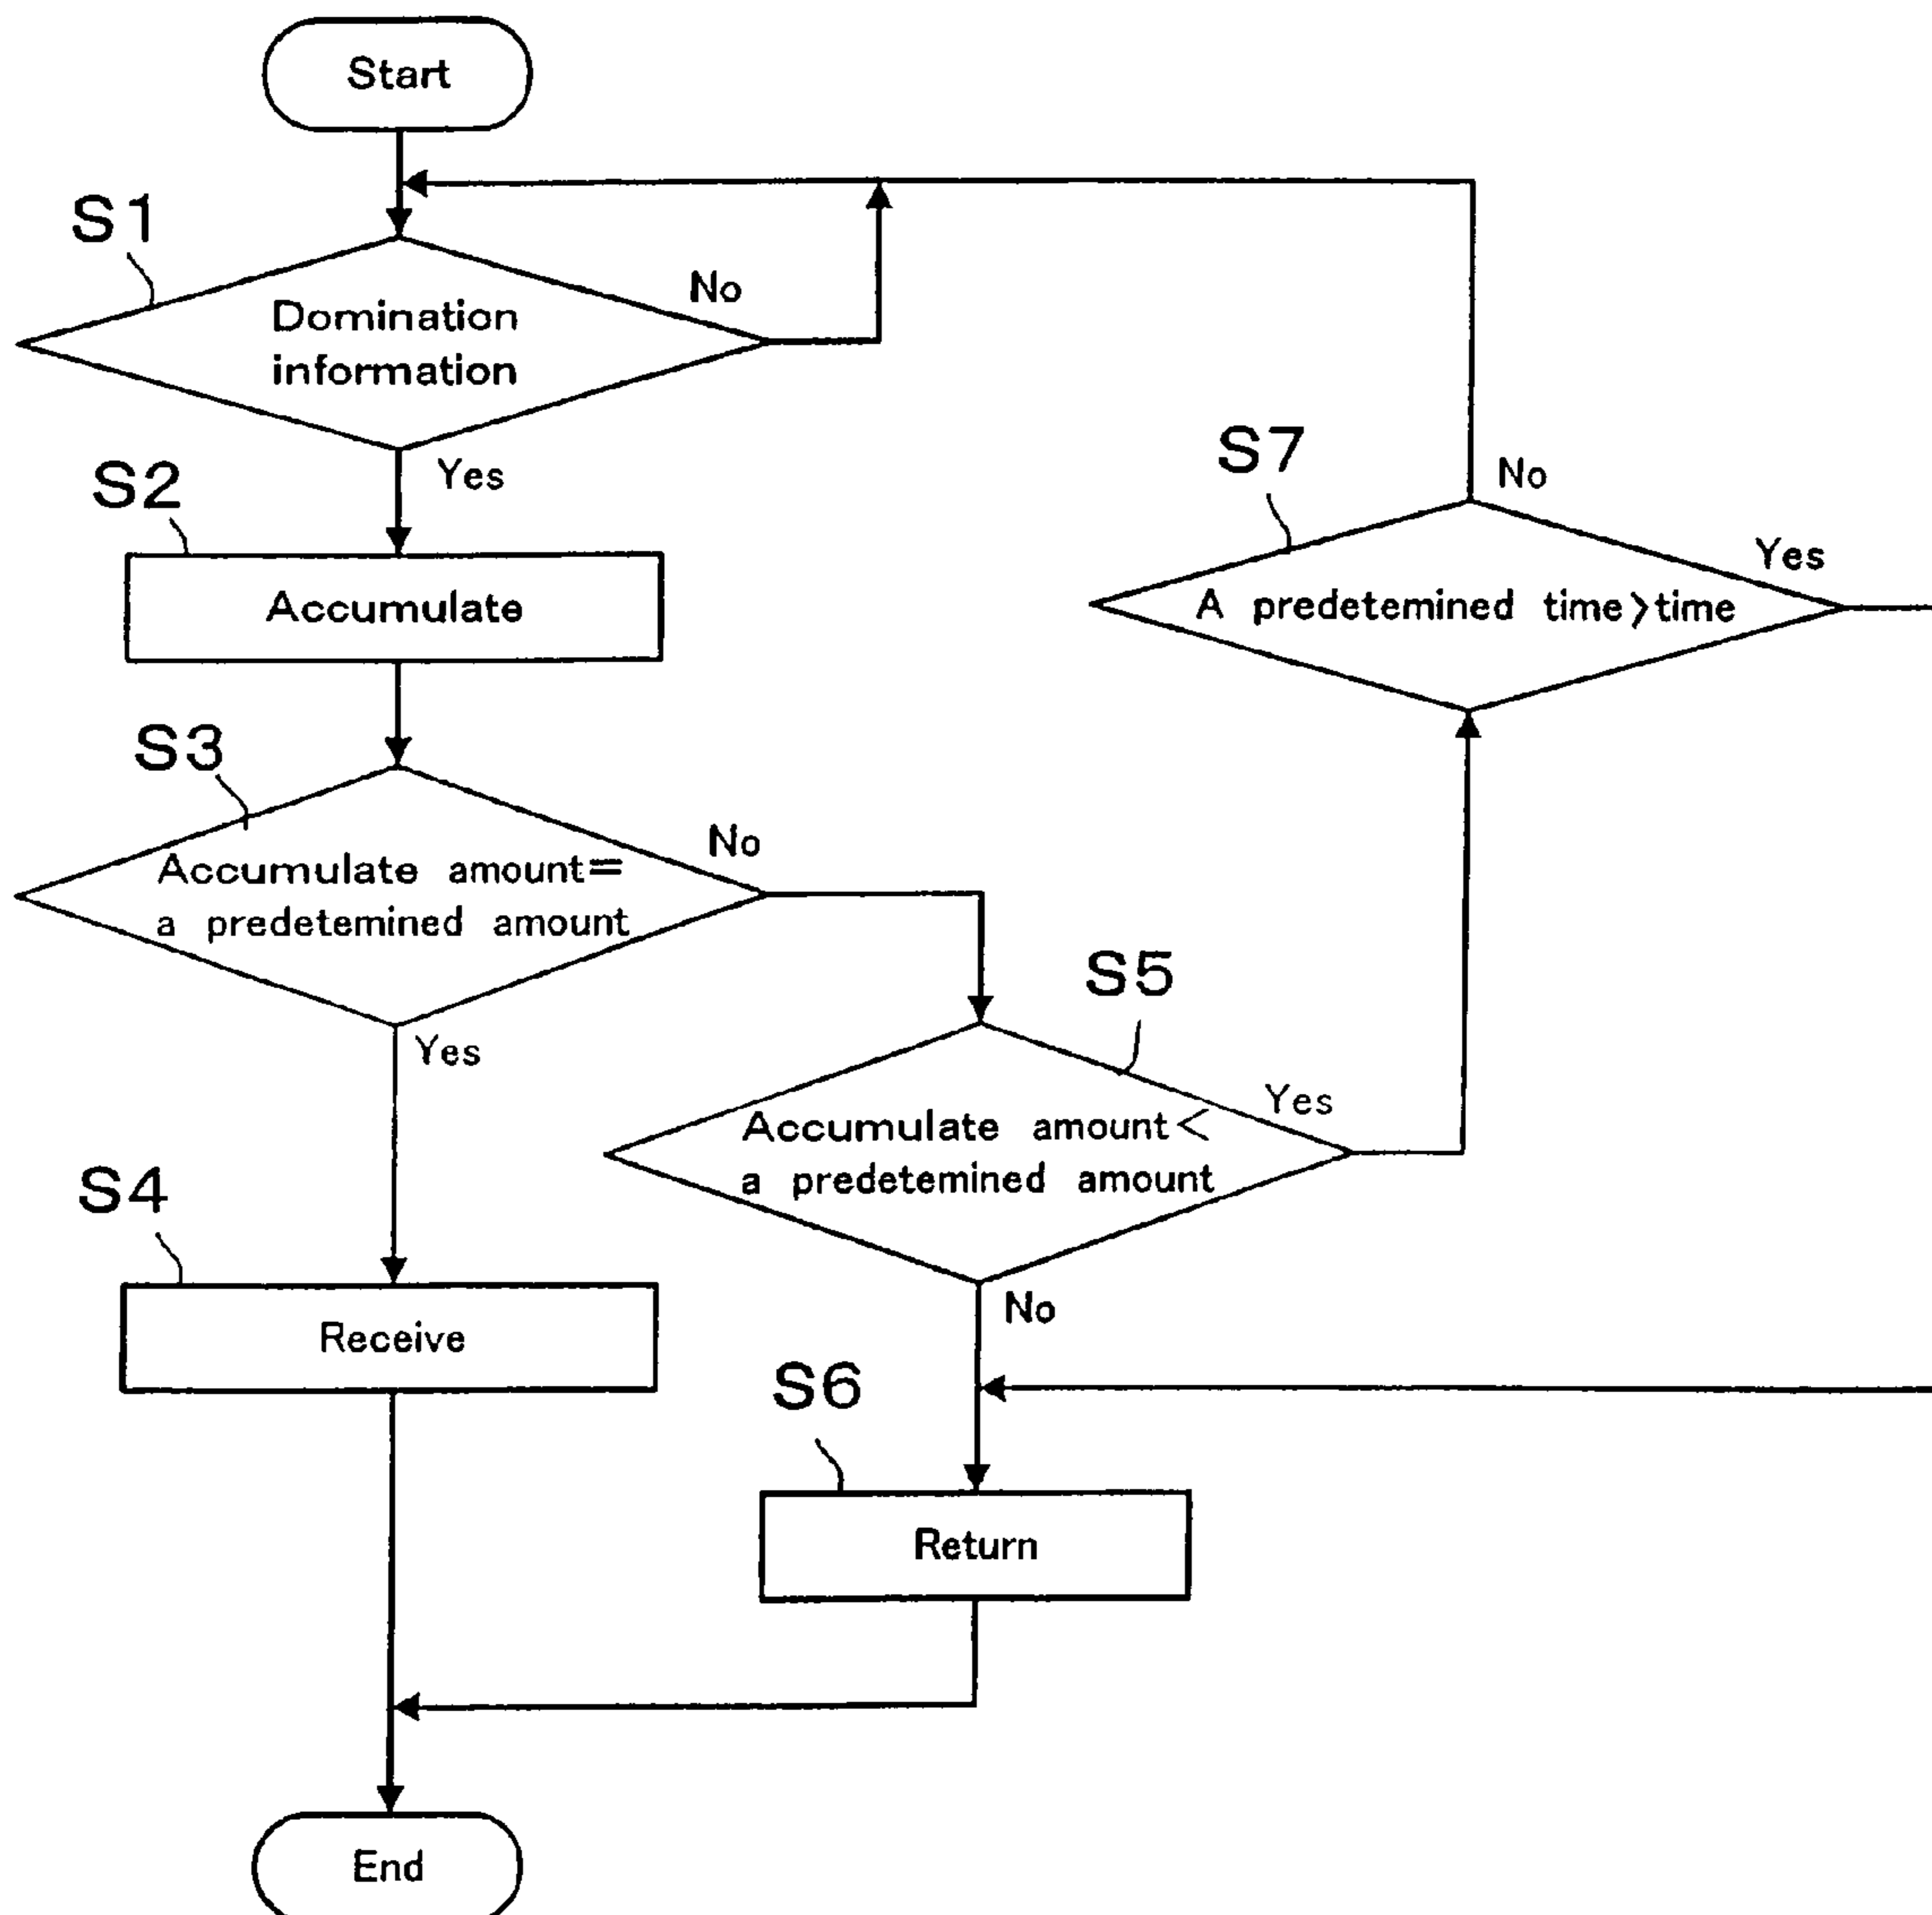 Start
S1
No
Domination
information
Yes
S2
Accumulate
S7
No
Yes
A predetemined time>time
S3
No
Accumulate amount=
a predetemined amount
Yes
S5
Yes
Accumulate amount<
a predetemined amount
No
S4
Receive
S6
Return
End